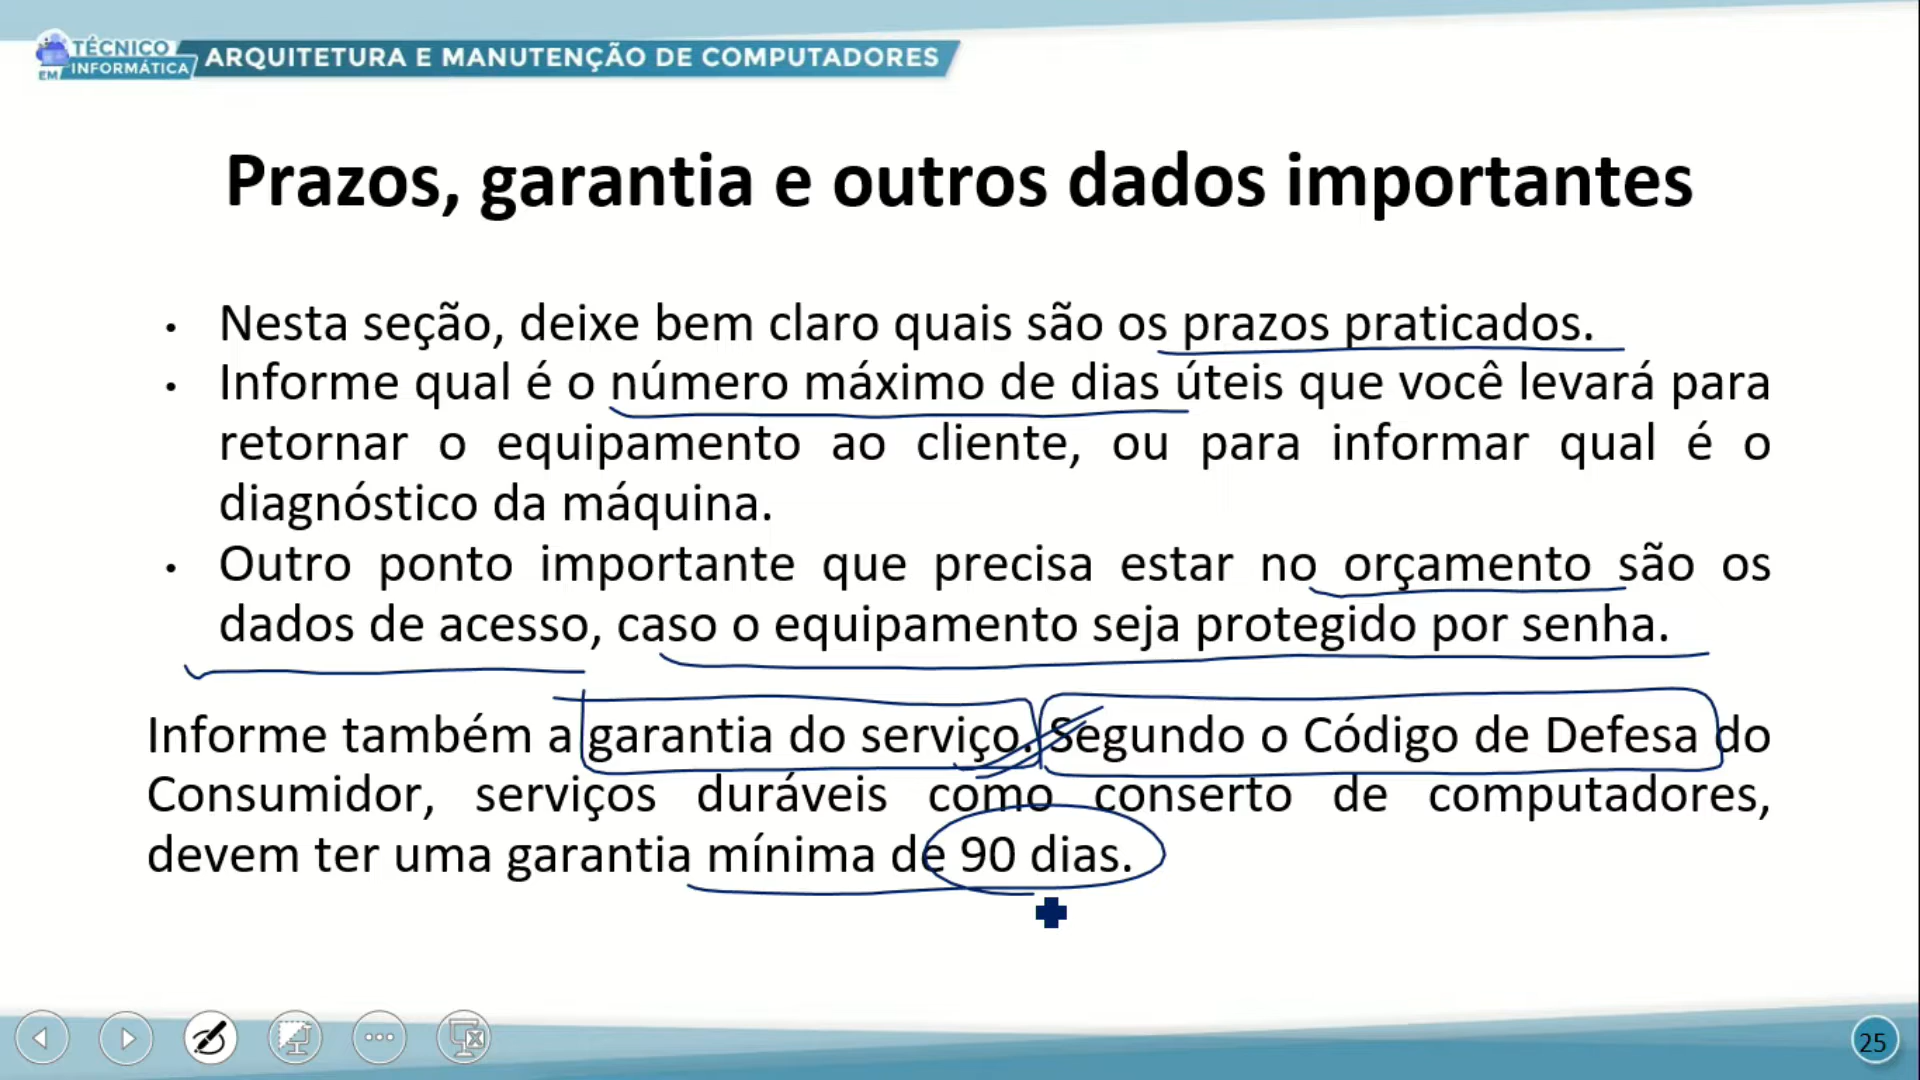 TÉCNICO
EM INFORMÁTICA
ARQUITETURA E MANUTENÇÃO DE COMPUTADORES
Prazos, garantia e outros dados importantes
• Nesta seção, deixe bem claro quais são os prazos praticados.
• Informe qual é o número máximo de dias úteis que você levará para
retornar o equipamento ao cliente, ou para informar qual é o
diagnóstico da máquina.
• Outro ponto importante que precisa estar no orçamento são os
dados de acesso, caso o equipamento seja protegido por senha.
Informe também a garantia do serviço. Segundo o Código de Defesa do
Consumidor, serviços duráveis como conserto de computadores,
devem ter uma garantia mínima de 90 dias.
25